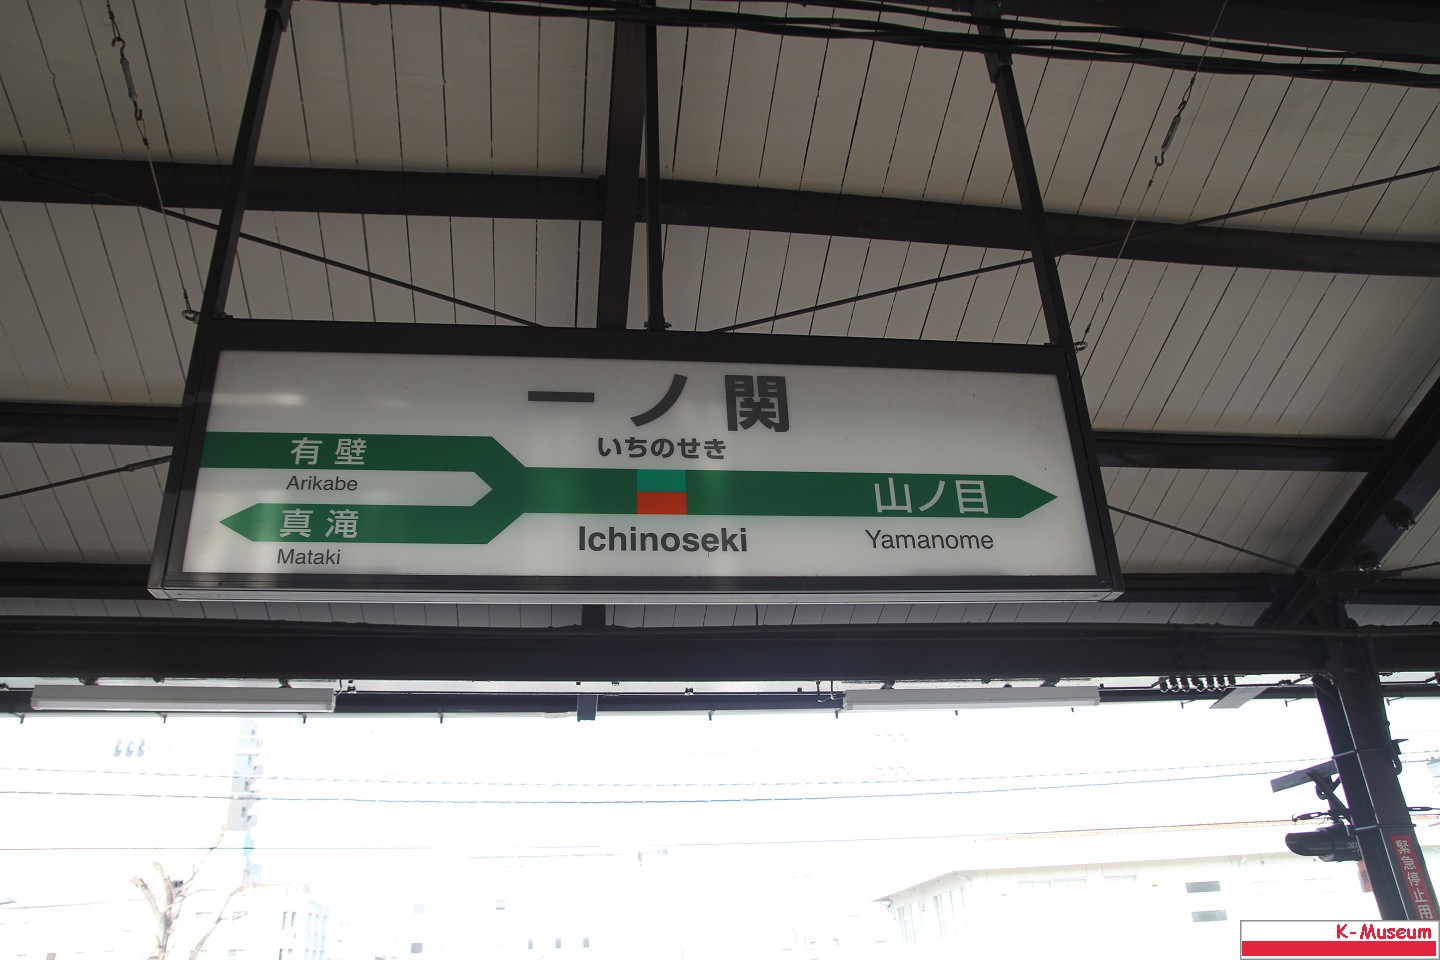 一ノ関
いちのせき
有壁
Arikabe
真滝
Mataki
Ichinoseki
山ノ目
Yamanome
緊急停止用
K-Museum